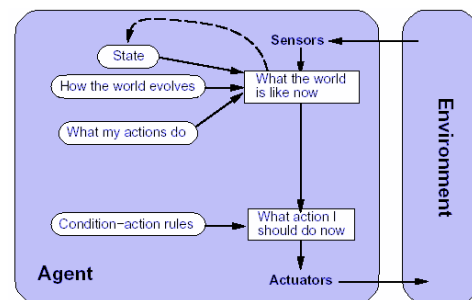 Sensors
State
What the world
is like now
How the world evolves
What my actions do
Environment
Condition−action rules
What action I
should do now
Agent
Actuators